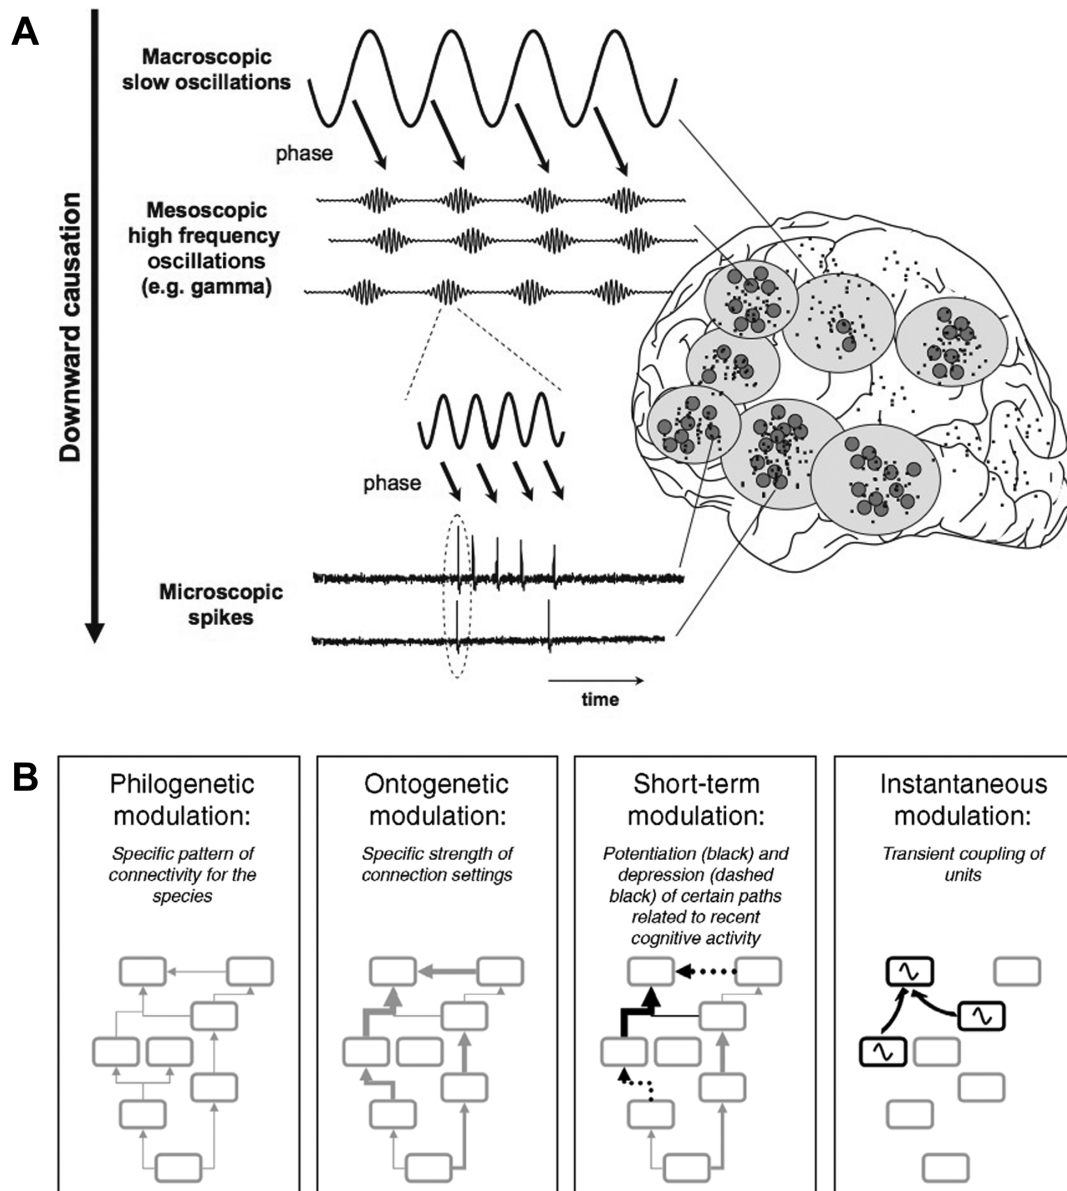 A
Macroscopic
slow oscillations
phase
Mesoscopic
high frequency
oscillations
(e.g. gamma)
Downward causation
phase
Microscopic
spikes
time
B
Philogenetic
modulation:
Specific pattern of
connectivity for the
species
Ontogenetic
modulation:
Specific strength of
connection settings
Short-term
modulation:
Potentiation (black) and
depression (dashed
black) of certain paths
related to recent
cognitive activity
Instantaneous
modulation:
Transient coupling of
units